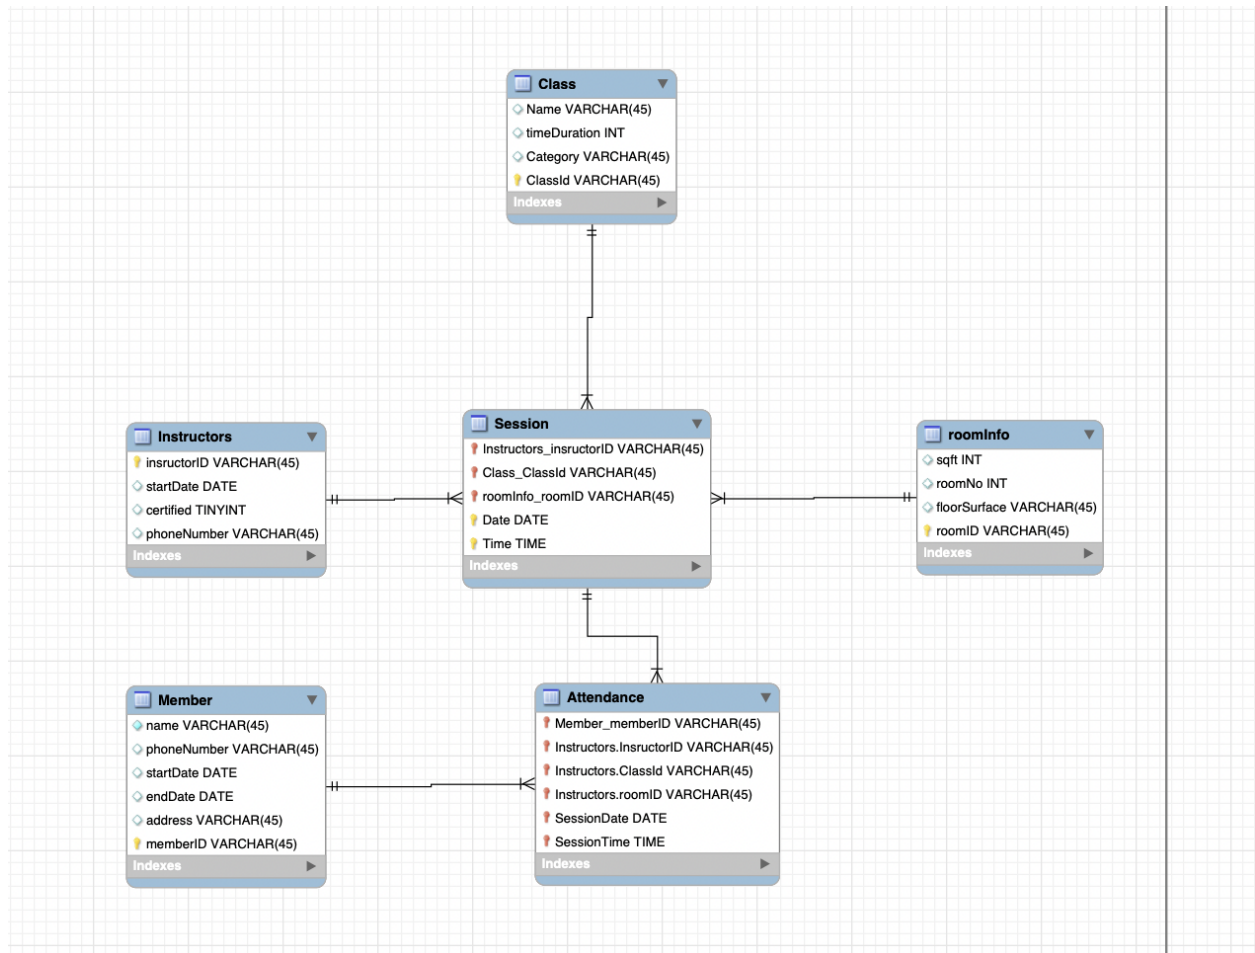 Class
Name VARCHAR(45)
timeDuration INT
Category VARCHAR(45)
ClassId VARCHAR(45)
Indexes
Instructors
insructorID VARCHAR(45)
startDate DATE
certified TINYINT
phoneNumber VARCHAR(45)
Indexes
Session
Instructors_insructorID VARCHAR(45)
Class_ClassId VARCHAR(45)
roomInfo_roomID VARCHAR(45)
Date DATE
Time TIME
Indexes
roomInfo
sqft INT
roomNo INT
floorSurface VARCHAR(45)
roomID VARCHAR(45)
Indexes
Member
name VARCHAR(45)
phoneNumber VARCHAR(45)
startDate DATE
endDate DATE
address VARCHAR(45)
memberID VARCHAR(45)
Indexes
Attendance
Member_memberID VARCHAR(45)
Instructors.InsructorID VARCHAR(45)
Instructors.ClassId VARCHAR(45)
Instructors.roomID VARCHAR(45)
SessionDate DATE
SessionTime TIME
Indexes